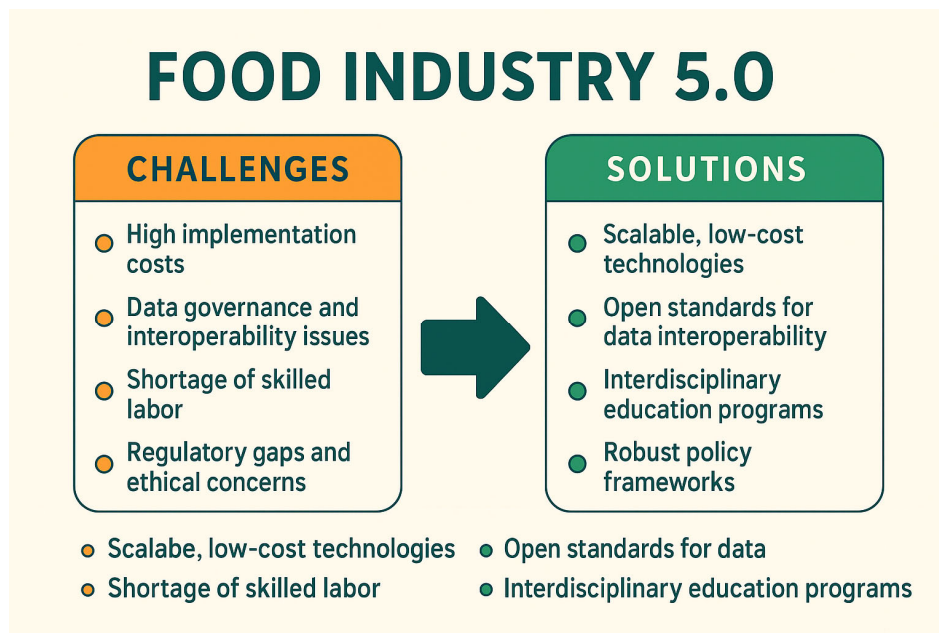 FOOD INDUSTRY 5.0
CHALLENGES
High implementation
costs
Data governance and
interoperability issues
Shortage of skilled
labor
Regulatory gaps and
ethical concerns
SOLUTIONS
Scalable, low-cost
technologies
Open standards for
data interoperability
Interdisciplinary
education programs
Robust policy
frameworks
Scalabe, low-cost technologies
Open standards for data
Shortage of skilled labor
Interdisciplinary education programs